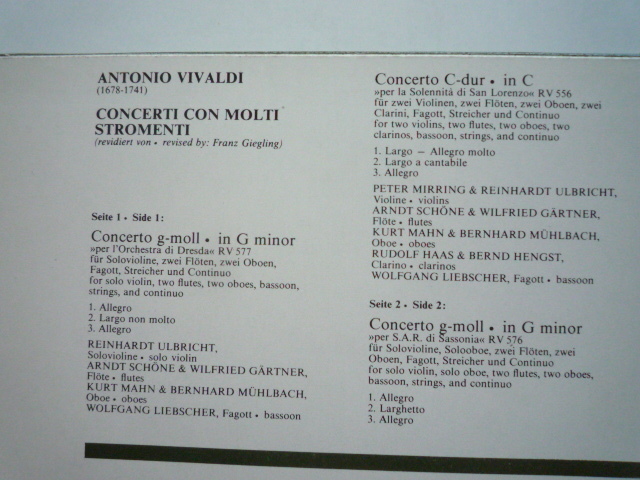 ANTONIO VIVALDI
(1678-1741)
CONCERTI CON MOLTI
STROMENTI
(revidiert von • revised by: Franz Giegling)
Seite 1 • Side 1:
Concerto g-moll • in G minor
»per l'Orchestra di Dresda« RV 577
für Solovioline, zwei Flöten, zwei Oboen,
Fagott, Streicher und Continuo
for solo violin, two flutes, two oboes, bassoon,
strings, and continuo
1. Allegro
2. Largo non molto
3. Allegro
REINHARDT ULBRICHT,
Solovioline • solo violin
ARNDT SCHÖNE & WILFRIED GÄRTNER,
Flöte • flutes
KURT MAHN & BERNHARD MÜHLBACH,
Oboe • oboes
WOLFGANG LIEBSCHER, Fagott • bassoon
Concerto C-dur • in C
»per la Solennitá di San Lorenzo« RV 556
für zwei Violinen, zwei Flöten, zwei Oboen, zwei
Clarini, Fagott, Streicher und Continuo
for two violins, two flutes, two oboes, two
clarinos, bassoon, strings, and continuo
1. Largo — Allegro molto
2. Largo a cantabile
3. Allegro
PETER MIRRING & REINHARDT ULBRICHT,
Violine • violins
ARNDT SCHÖNE & WILFRIED GÄRTNER,
Flöte • flutes
KURT MAHN & BERNHARD MÜHLBACH,
Oboe • oboes
RUDOLF HAAS & BERND HENGST,
Clarino • clarinos
WOLFGANG LIEBSCHER, Fagott • bassoon
Seite 2 • Side 2:
Concerto g-moll • in G minor
»per S.A.R. di Sassonia« RV 576
für Solovioline, Solooboe, zwei Flöten, zwei
Oboen, Fagott, Streicher und Continuo
for solo violin, solo oboe, two flutes, two oboes,
bassoon, strings, and continuo
1. Allegro
2. Larghetto
3. Allegro